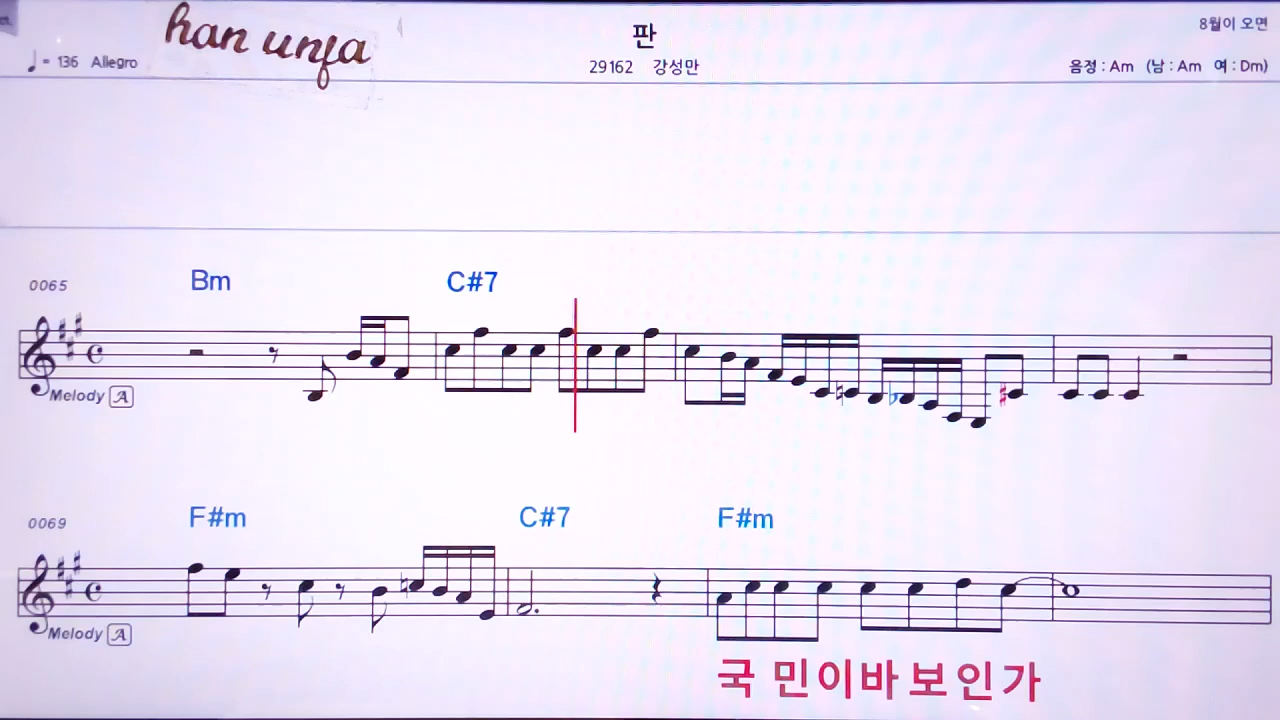 han unfa
판
8월이 오면
♩= 136 Allegro
29162 강성만
음정 : Am (남 : Am 여 : Dm)
0065
Bm C#7
Melody A
0069
F#m C#7 F#m
Melody A
국 민이바 보인가